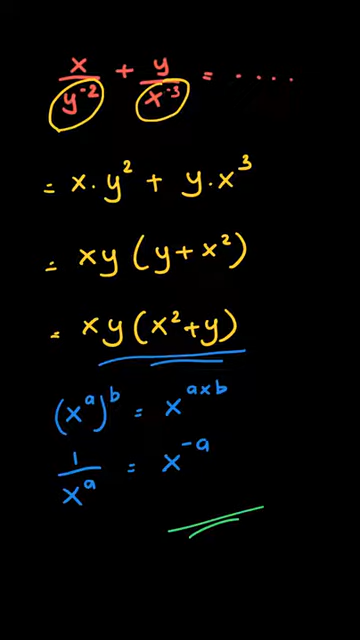 x/y⁻² + y/x⁻³ = ....
= x·y² + y·x³
= xy (y+x²)
= xy (x²+y)
(xᵃ)ᵇ = xᵃˣᵇ
1/xᵃ = x⁻ᵃ